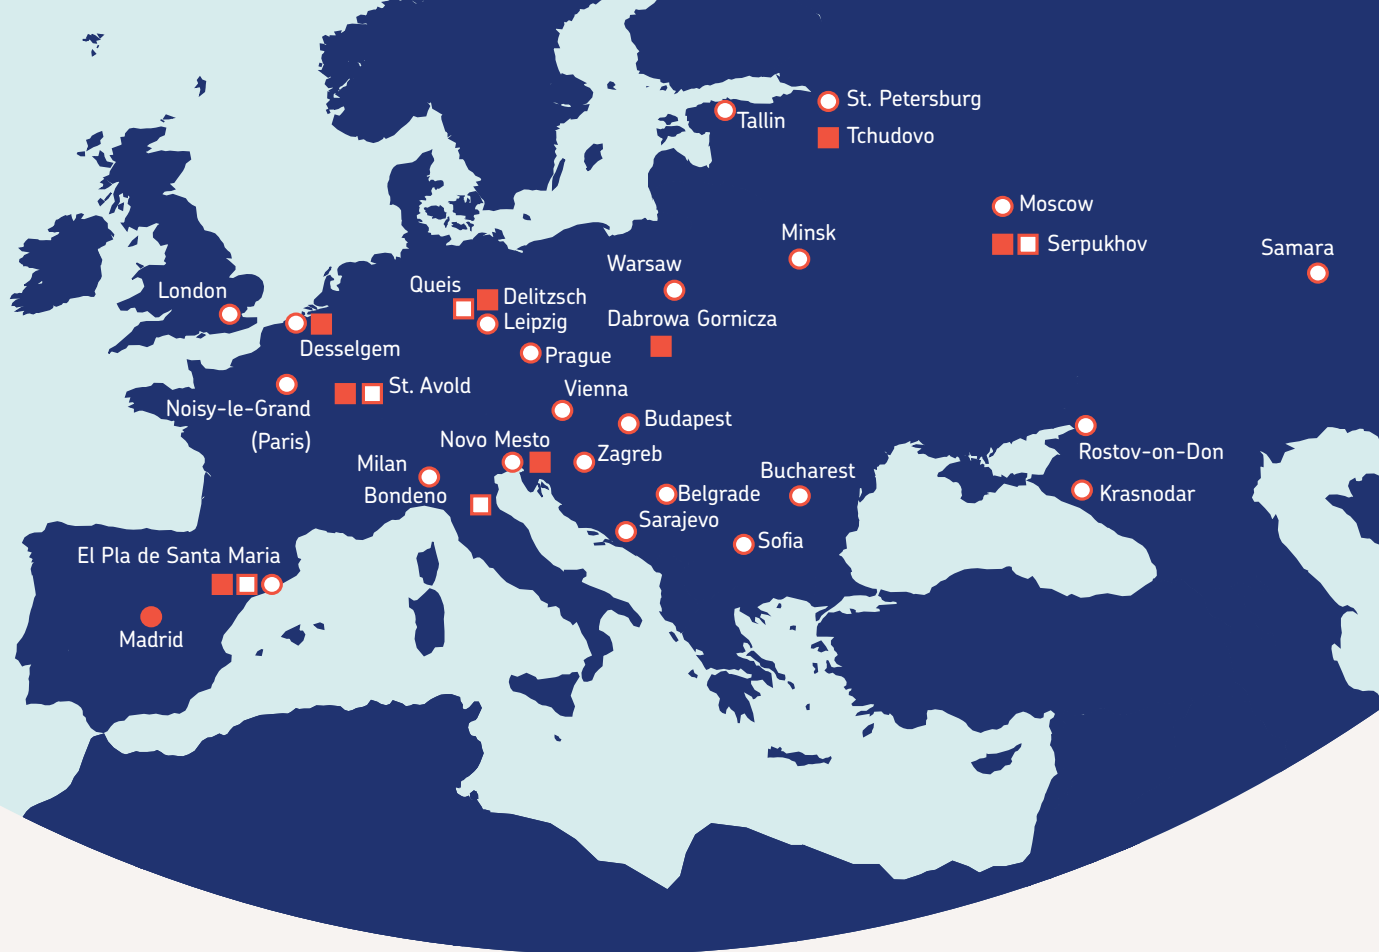 St. Petersburg
Tallin
Tchudovo
Moscow
Minsk
Serpukhov
Samara
Warsaw
London
Queis
Delitzsch
Leipzig
Dabrowa Gornicza
Desselgem
Prague
St. Avold
Vienna
Noisy-le-Grand
(Paris)
Budapest
Novo Mesto
Zagreb
Rostov-on-Don
Milan
Bucharest
Bondeno
Belgrade
Krasnodar
Sarajevo
Sofia
El Pla de Santa Maria
Madrid